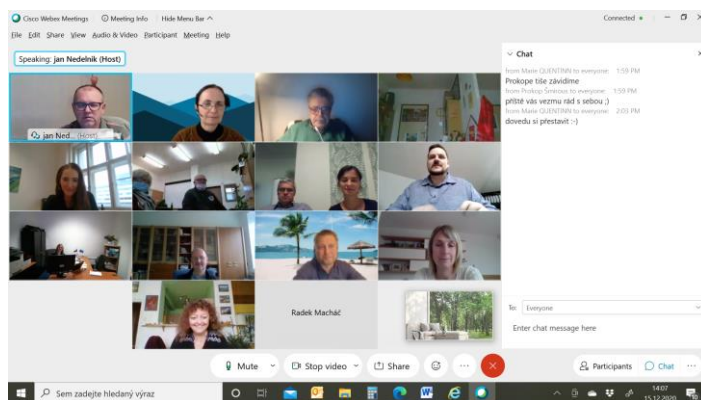 Cisco Webex Meetings Meeting Info Hide Menu Bar Connected
File Edit Share View Audio & Video Participant Meeting Help
Speaking: jan Nedelnik (Host)
jan Ned... (Host)
Radek Macháč
Chat
from Marie QUENTINN to everyone: 1:59 PM
Prokope tiše závidíme
from Prokop Šmirous to everyone: 1:59 PM
příště vás vezmu rád s sebou ;)
from Marie QUENTINN to everyone: 2:03 PM
dovedu si přestavit :-)
To: Everyone
Enter chat message here
Mute Stop video Share Participants Chat
Sem zadejte hledaný výraz
14:07
15.12.2020